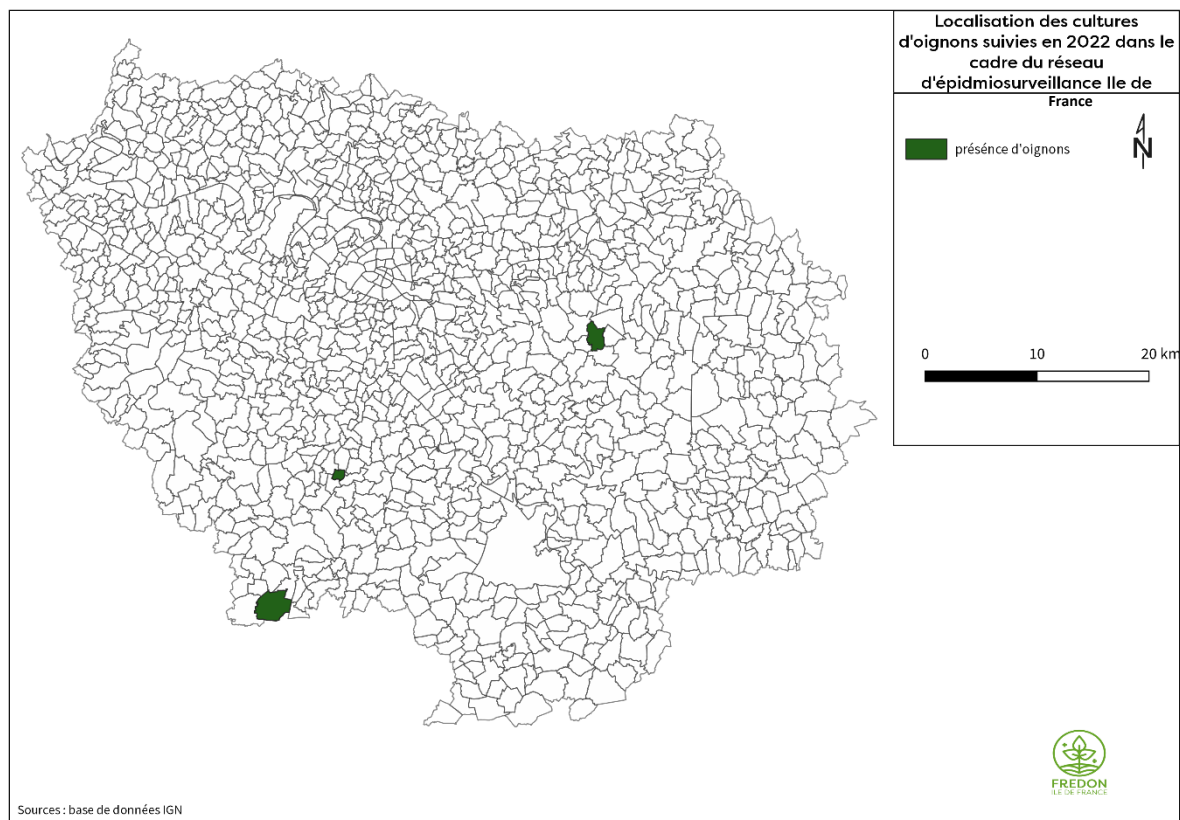 Localisation des cultures
d'oignons suivies en 2022 dans le
cadre du réseau
d'épidmiosurveillance Ile de
France
N
présénce d'oignons
0 10 20 km
FREDON
ILE DE FRANCE
Sources : base de données IGN